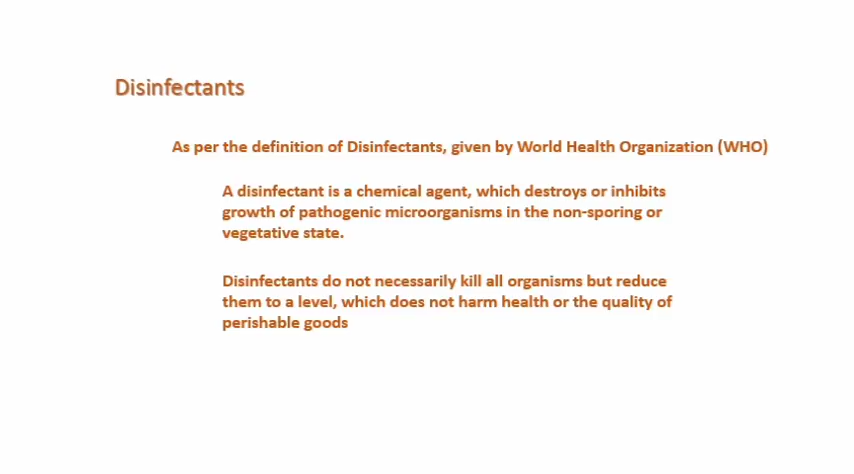 Disinfectants
As per the definition of Disinfectants, given by World Health Organization (WHO)
A disinfectant is a chemical agent, which destroys or inhibits
growth of pathogenic microorganisms in the non-sporing or
vegetative state.
Disinfectants do not necessarily kill all organisms but reduce
them to a level, which does not harm health or the quality of
perishable goods